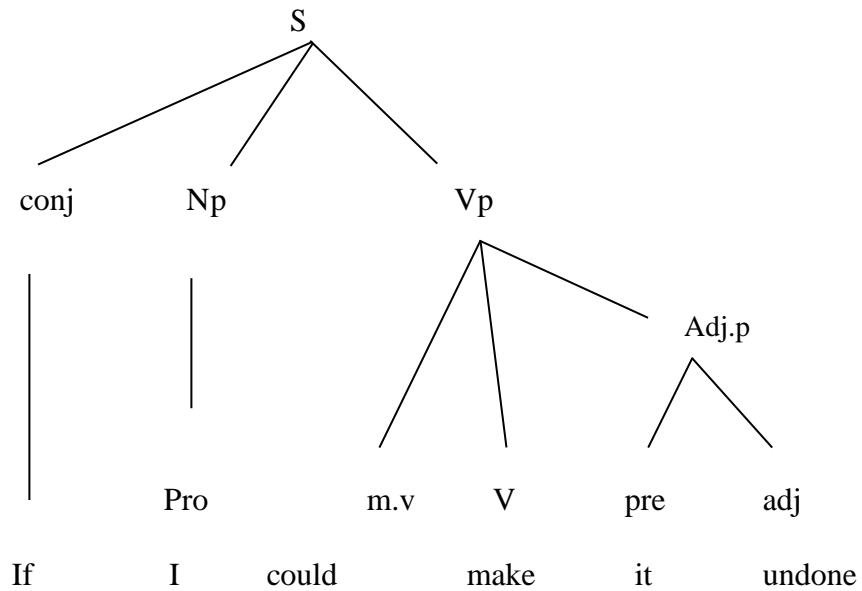 S
conj Np Vp
Adj.p
Pro m.v V pre adj
If I could make it undone